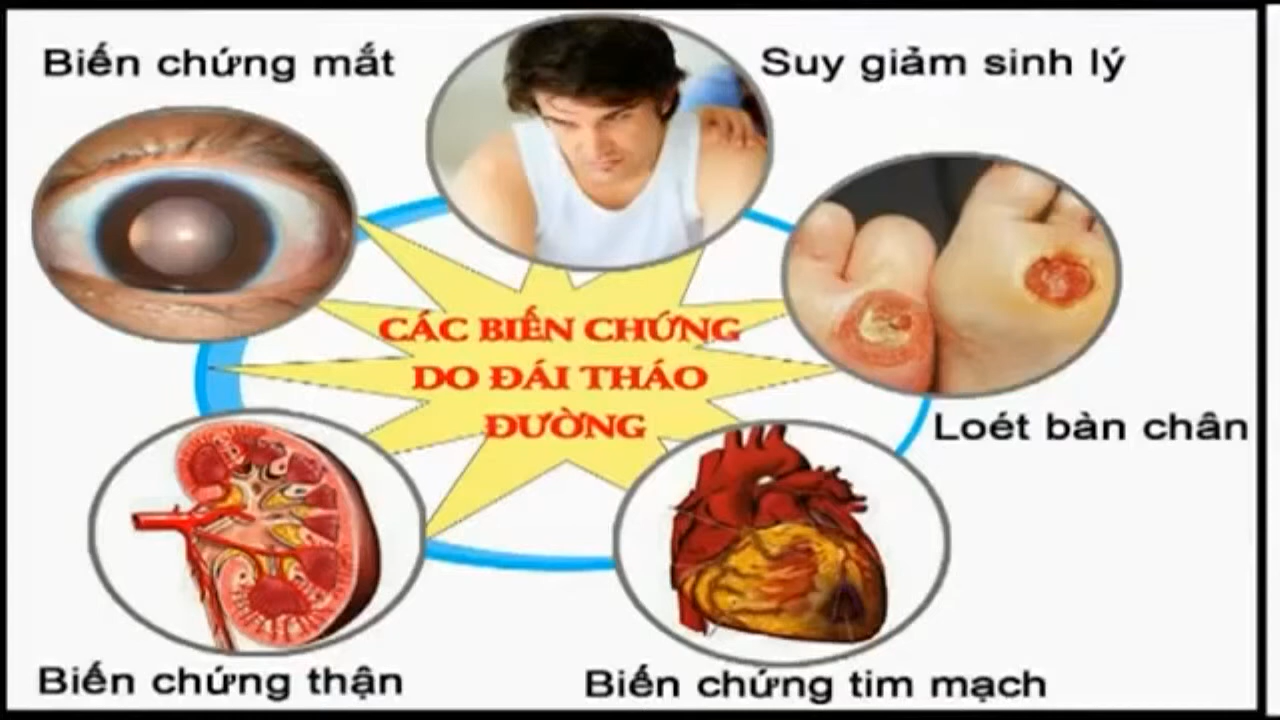 Biến chứng mắt
Suy giảm sinh lý
CÁC BIẾN CHỨNG
DO ĐÁI THÁO
ĐƯỜNG
Loét bàn chân
Biến chứng thận
Biến chứng tim mạch